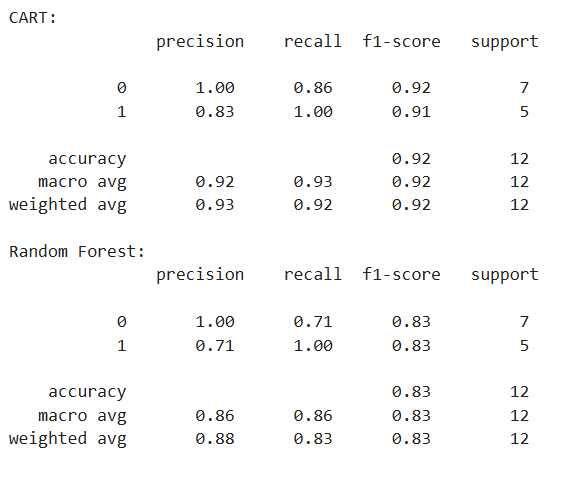 CART:
precision recall f1-score support
0 1.00 0.86 0.92 7
1 0.83 1.00 0.91 5
accuracy 0.92 12
macro avg 0.92 0.93 0.92 12
weighted avg 0.93 0.92 0.92 12
Random Forest:
precision recall f1-score support
0 1.00 0.71 0.83 7
1 0.71 1.00 0.83 5
accuracy 0.83 12
macro avg 0.86 0.86 0.83 12
weighted avg 0.88 0.83 0.83 12